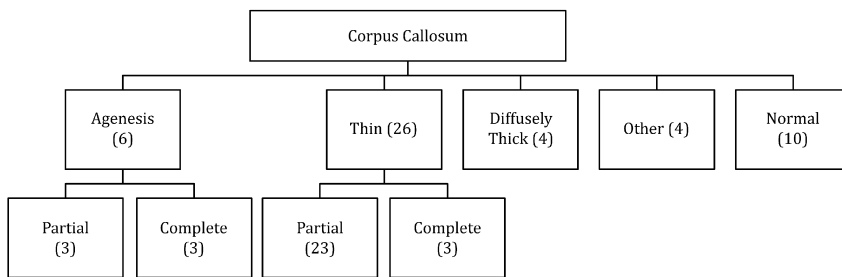 Corpus Callosum
Agenesis
(6)
Thin (26)
Diffusely
Thick (4)
Other (4)
Normal
(10)
Partial
(3)
Complete
(3)
Partial
(23)
Complete
(3)